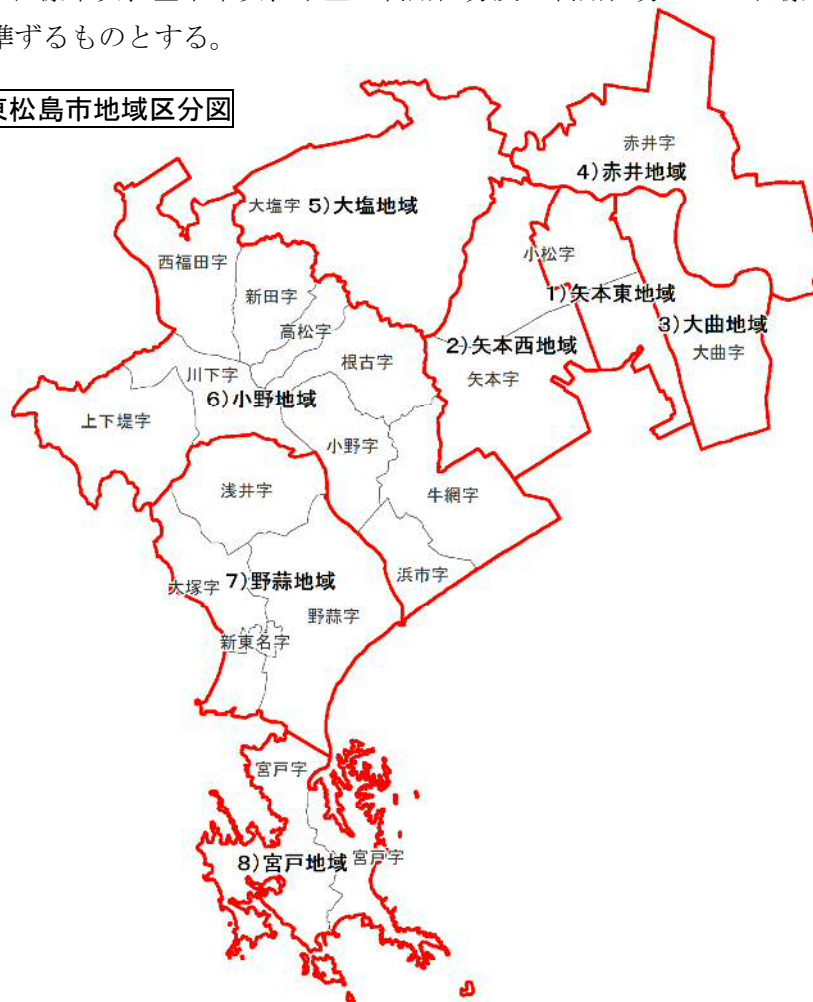 準ずるものとする。
東松島市地域区分図
赤井字
4)赤井地域
大塩字 5)大塩地域
西福田字
小松字
新田字
1)矢本東地域
高松字
3)大曲地域
2)矢本西地域
根古字
大曲字
川下字
矢本字
6)小野地域
上下堤字
小野字
浅井字
牛網字
浜市字
7)野蒜地域
大塚字
野蒜字
新東名字
宮戸字
8)宮戸地域
宮戸字